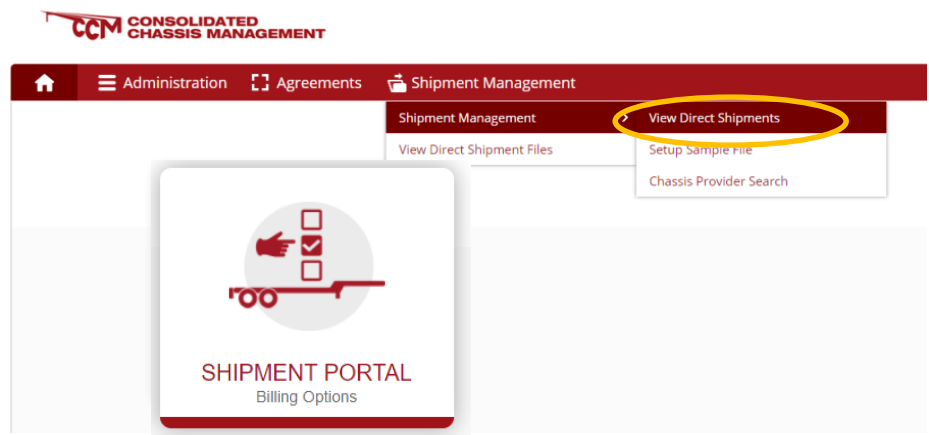 CCM CONSOLIDATED
CHASSIS MANAGEMENT
Administration Agreements Shipment Management
Shipment Management View Direct Shipments
View Direct Shipment Files Setup Sample File
Chassis Provider Search
SHIPMENT PORTAL
Billing Options